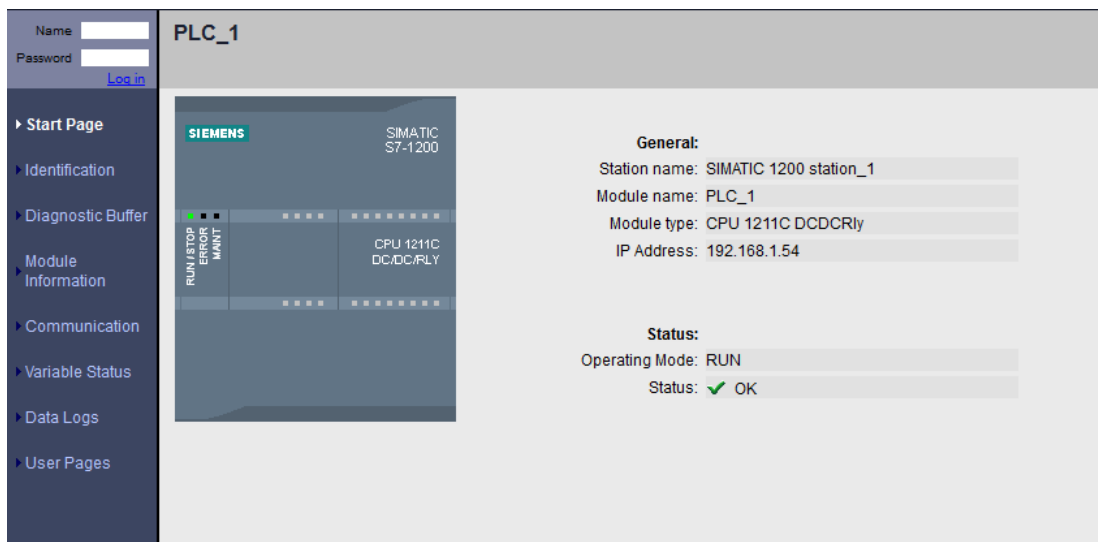 Name
Password
Log in
PLC_1
Start Page
Identification
Diagnostic Buffer
Module
Information
Communication
Variable Status
Data Logs
User Pages
SIEMENS
SIMATIC
S7-1200
RUN / STOP
ERROR
MAINT
CPU 1211C
DC/DC/RLY
General:
Station name: SIMATIC 1200 station_1
Module name: PLC_1
Module type: CPU 1211C DCDCRly
IP Address: 192.168.1.54
Status:
Operating Mode: RUN
Status: OK